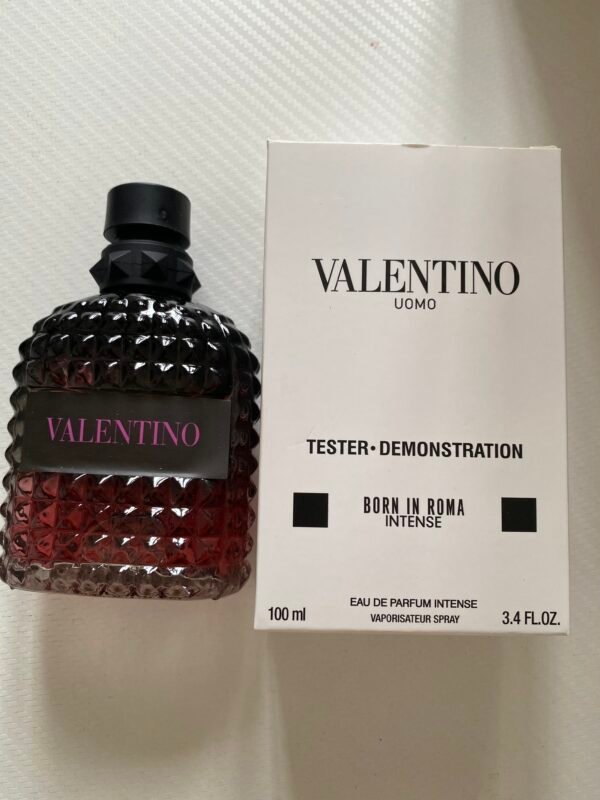 VALENTINO
VALENTINO
UOMO
TESTER•DEMONSTRATION
BORN IN ROMA
INTENSE
EAU DE PARFUM INTENSE
100 ml VAPORISATEUR SPRAY 3.4 FL.OZ.